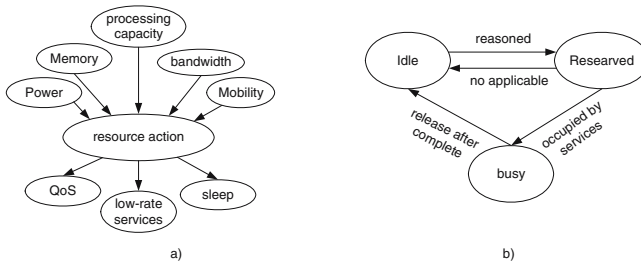 processing
capacity
Memory
bandwidth
Power
Mobility
resource action
QoS
low-rate
services
sleep
a)
reasoned
Idle
Researved
no applicable
release after
complete
occupied by
services
busy
b)